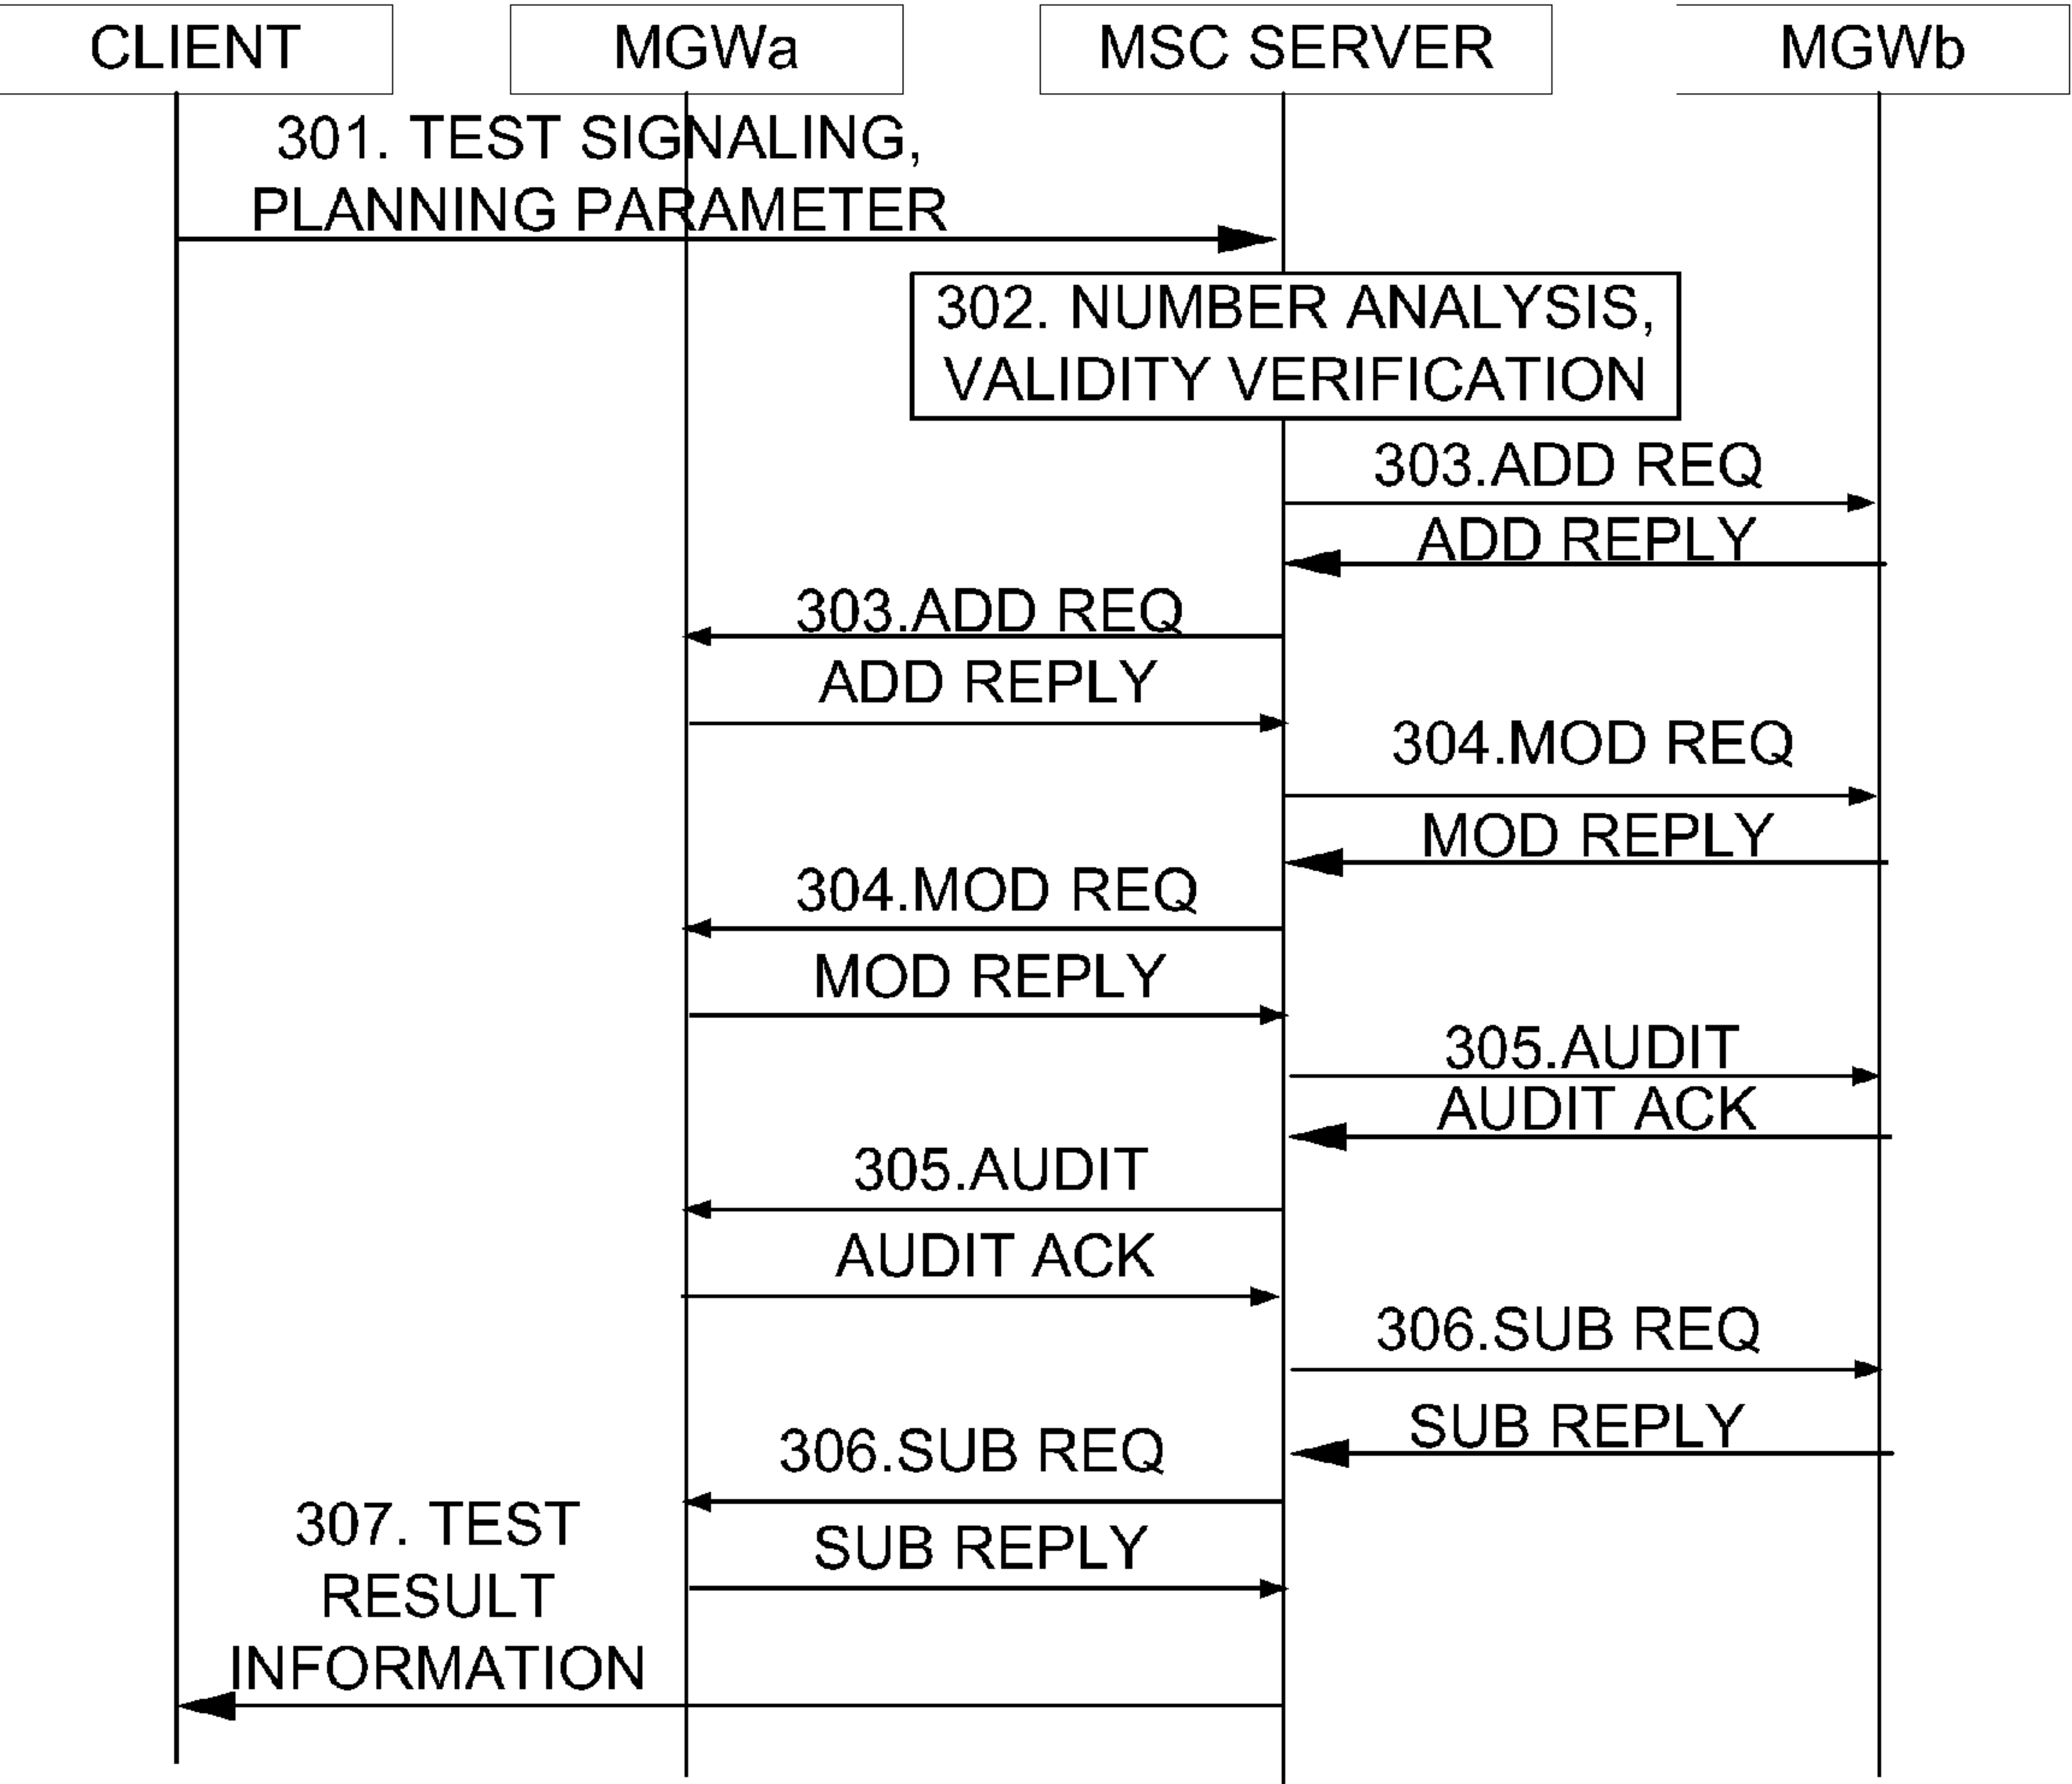 CLIENT
MGWa
MSC SERVER
MGWb
301. TEST SIGNALING,
PLANNING PARAMETER
302. NUMBER ANALYSIS,
VALIDITY VERIFICATION
303.ADD REQ
ADD REPLY
303.ADD REQ
ADD REPLY
304.MOD REQ
MOD REPLY
304.MOD REQ
MOD REPLY
305.AUDIT
AUDIT ACK
305.AUDIT
AUDIT ACK
306.SUB REQ
SUB REPLY
306.SUB REQ
SUB REPLY
307. TEST
RESULT
INFORMATION